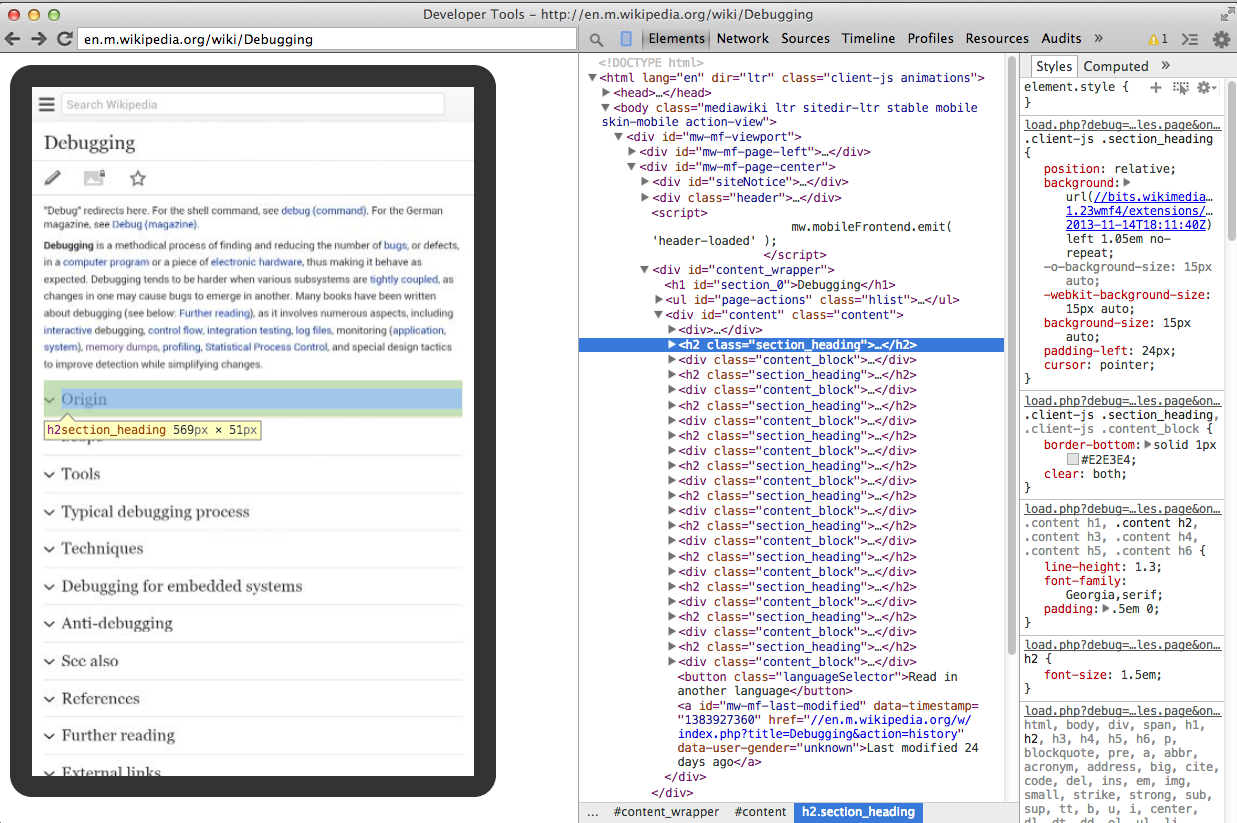 Developer Tools - http://en.m.wikipedia.org/wiki/Debugging
en.m.wikipedia.org/wiki/Debugging
Search Wikipedia
Debugging
"Debug" redirects here. For the shell command, see debug (command). For the German
magazine, see Debug (magazine).
Debugging is a methodical process of finding and reducing the number of bugs, or defects,
in a computer program or a piece of electronic hardware, thus making it behave as
expected. Debugging tends to be harder when various subsystems are tightly coupled, as
changes in one may cause bugs to emerge in another. Many books have been written
about debugging (see below: Further reading), as it involves numerous aspects, including
interactive debugging, control flow, integration testing, log files, monitoring (application,
system), memory dumps, profiling, Statistical Process Control, and special design tactics
to improve detection while simplifying changes.
Origin
h2section_heading 569px × 51px
Tools
Typical debugging process
Techniques
Debugging for embedded systems
Anti-debugging
See also
References
Further reading
External links
Elements Network Sources Timeline Profiles Resources Audits » 1
<!DOCTYPE html>
<html lang="en" dir="ltr" class="client-js animations">
<head>…</head>
<body class="mediawiki ltr sitedir-ltr stable mobile
skin-mobile action-view">
<div id="mw-mf-viewport">
<div id="mw-mf-page-left">…</div>
<div id="mw-mf-page-center">
<div id="siteNotice">…</div>
<div class="header">…</div>
<script>
mw.mobileFrontend.emit(
'header-loaded' );
</script>
<div id="content_wrapper">
<h1 id="section_0">Debugging</h1>
<ul id="page-actions" class="hlist">…</ul>
<div id="content" class="content">
<div>…</div>
<h2 class="section_heading">…</h2>
<div class="content_block">…</div>
<h2 class="section_heading">…</h2>
<div class="content_block">…</div>
<h2 class="section_heading">…</h2>
<div class="content_block">…</div>
<h2 class="section_heading">…</h2>
<div class="content_block">…</div>
<h2 class="section_heading">…</h2>
<div class="content_block">…</div>
<h2 class="section_heading">…</h2>
<div class="content_block">…</div>
<h2 class="section_heading">…</h2>
<div class="content_block">…</div>
<h2 class="section_heading">…</h2>
<div class="content_block">…</div>
<h2 class="section_heading">…</h2>
<div class="content_block">…</div>
<h2 class="section_heading">…</h2>
<div class="content_block">…</div>
<h2 class="section_heading">…</h2>
<div class="content_block">…</div>
<button class="languageSelector">Read in
another language</button>
<a id="mw-mf-last-modified" data-timestamp=
"1383927360" href="//en.m.wikipedia.org/w/
index.php?title=Debugging&action=history"
data-user-gender="unknown">Last modified 24
days ago</a>
</div>
</div>
... #content_wrapper #content h2.section_heading
Styles Computed »
element.style {
}
load.php?debug=…les.page&on…
.client-js .section_heading
{
position: relative;
background:
url(//bits.wikimedia…
1.23wmf4/extensions/…
2013-11-14T18:11:40Z)
left 1.05em no-
repeat;
-o-background-size: 15px
auto;
-webkit-background-size:
15px auto;
background-size: 15px
auto;
padding-left: 24px;
cursor: pointer;
}
load.php?debug=…les.page&on…
.client-js .section_heading,
.client-js .content_block {
border-bottom: solid 1px
#E2E3E4;
clear: both;
}
load.php?debug=…les.page&on…
.content h1, .content h2,
.content h3, .content h4,
.content h5, .content h6 {
line-height: 1.3;
font-family:
Georgia,serif;
padding: .5em 0;
}
load.php?debug=…les.page&on…
h2 {
font-size: 1.5em;
}
load.php?debug=…les.page&on…
html, body, div, span, h1,
h2, h3, h4, h5, h6, p,
blockquote, pre, a, abbr,
acronym, address, big, cite,
code, del, ins, em, img,
small, strike, strong, sub,
sup, tt, b, u, i, center,
dl, dt, dd, ol, ul, li,